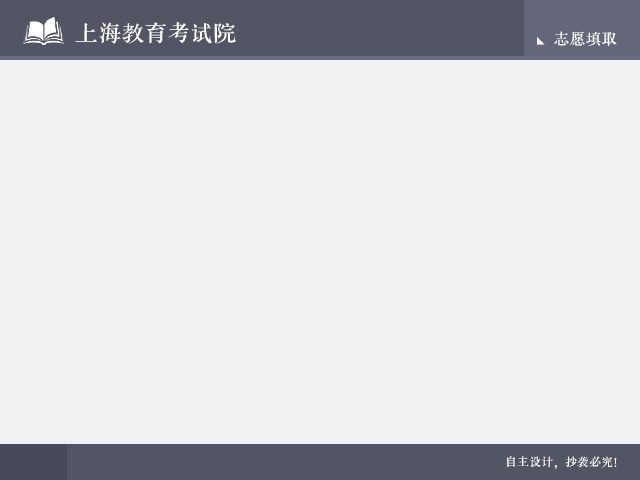 上海教育考试院
志愿填取
自主设计，抄袭必究！